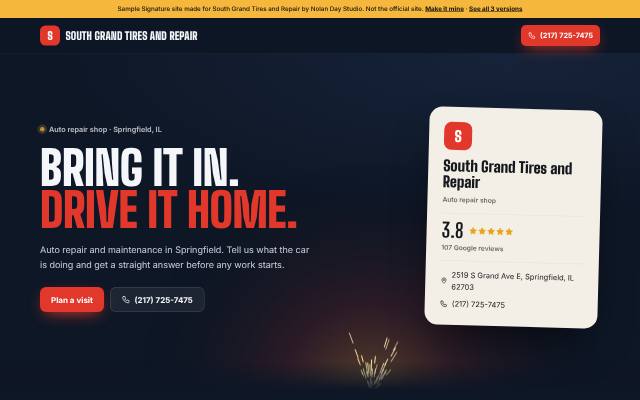 Sample Signature site made for South Grand Tires and Repair by Nolan Day Studio. Not the official site. Make it mine · See all 3 versions
S SOUTH GRAND TIRES AND REPAIR
(217) 725-7475
Auto repair shop · Springfield, IL
BRING IT IN.
DRIVE IT HOME.
Auto repair and maintenance in Springfield. Tell us what the car
is doing and get a straight answer before any work starts.
Plan a visit
(217) 725-7475
S
South Grand Tires and
Repair
Auto repair shop
3.8
107 Google reviews
2519 S Grand Ave E, Springfield, IL
62703
(217) 725-7475